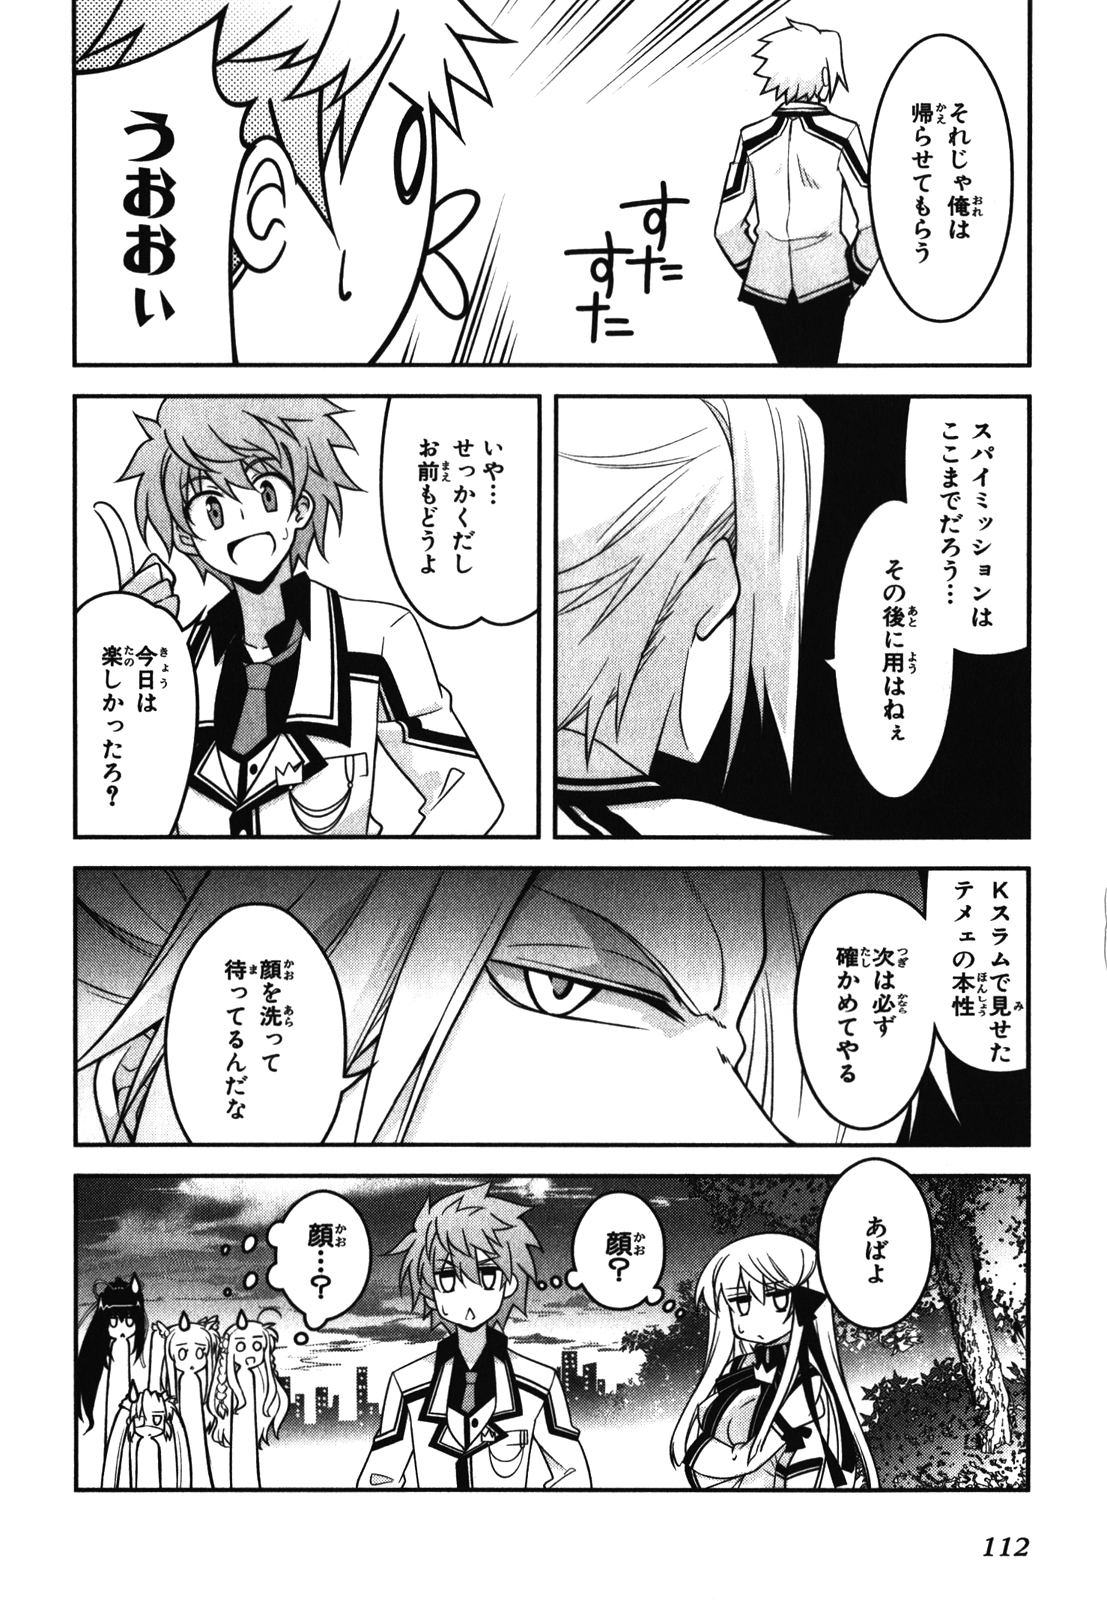 それじゃ俺は
帰らせてもらう
すた
すた
うおおぃ
スパイミッションは
ここまでだろう…
その後に用はねぇ
いや…
せっかくだし
お前もどうよ
今日は
楽しかったろ？
Kスラムで見せた
テメェの本性
次は必ず
確かめてやる
顔を洗って
待ってるんだな
あばよ
顔？
顔…？
112